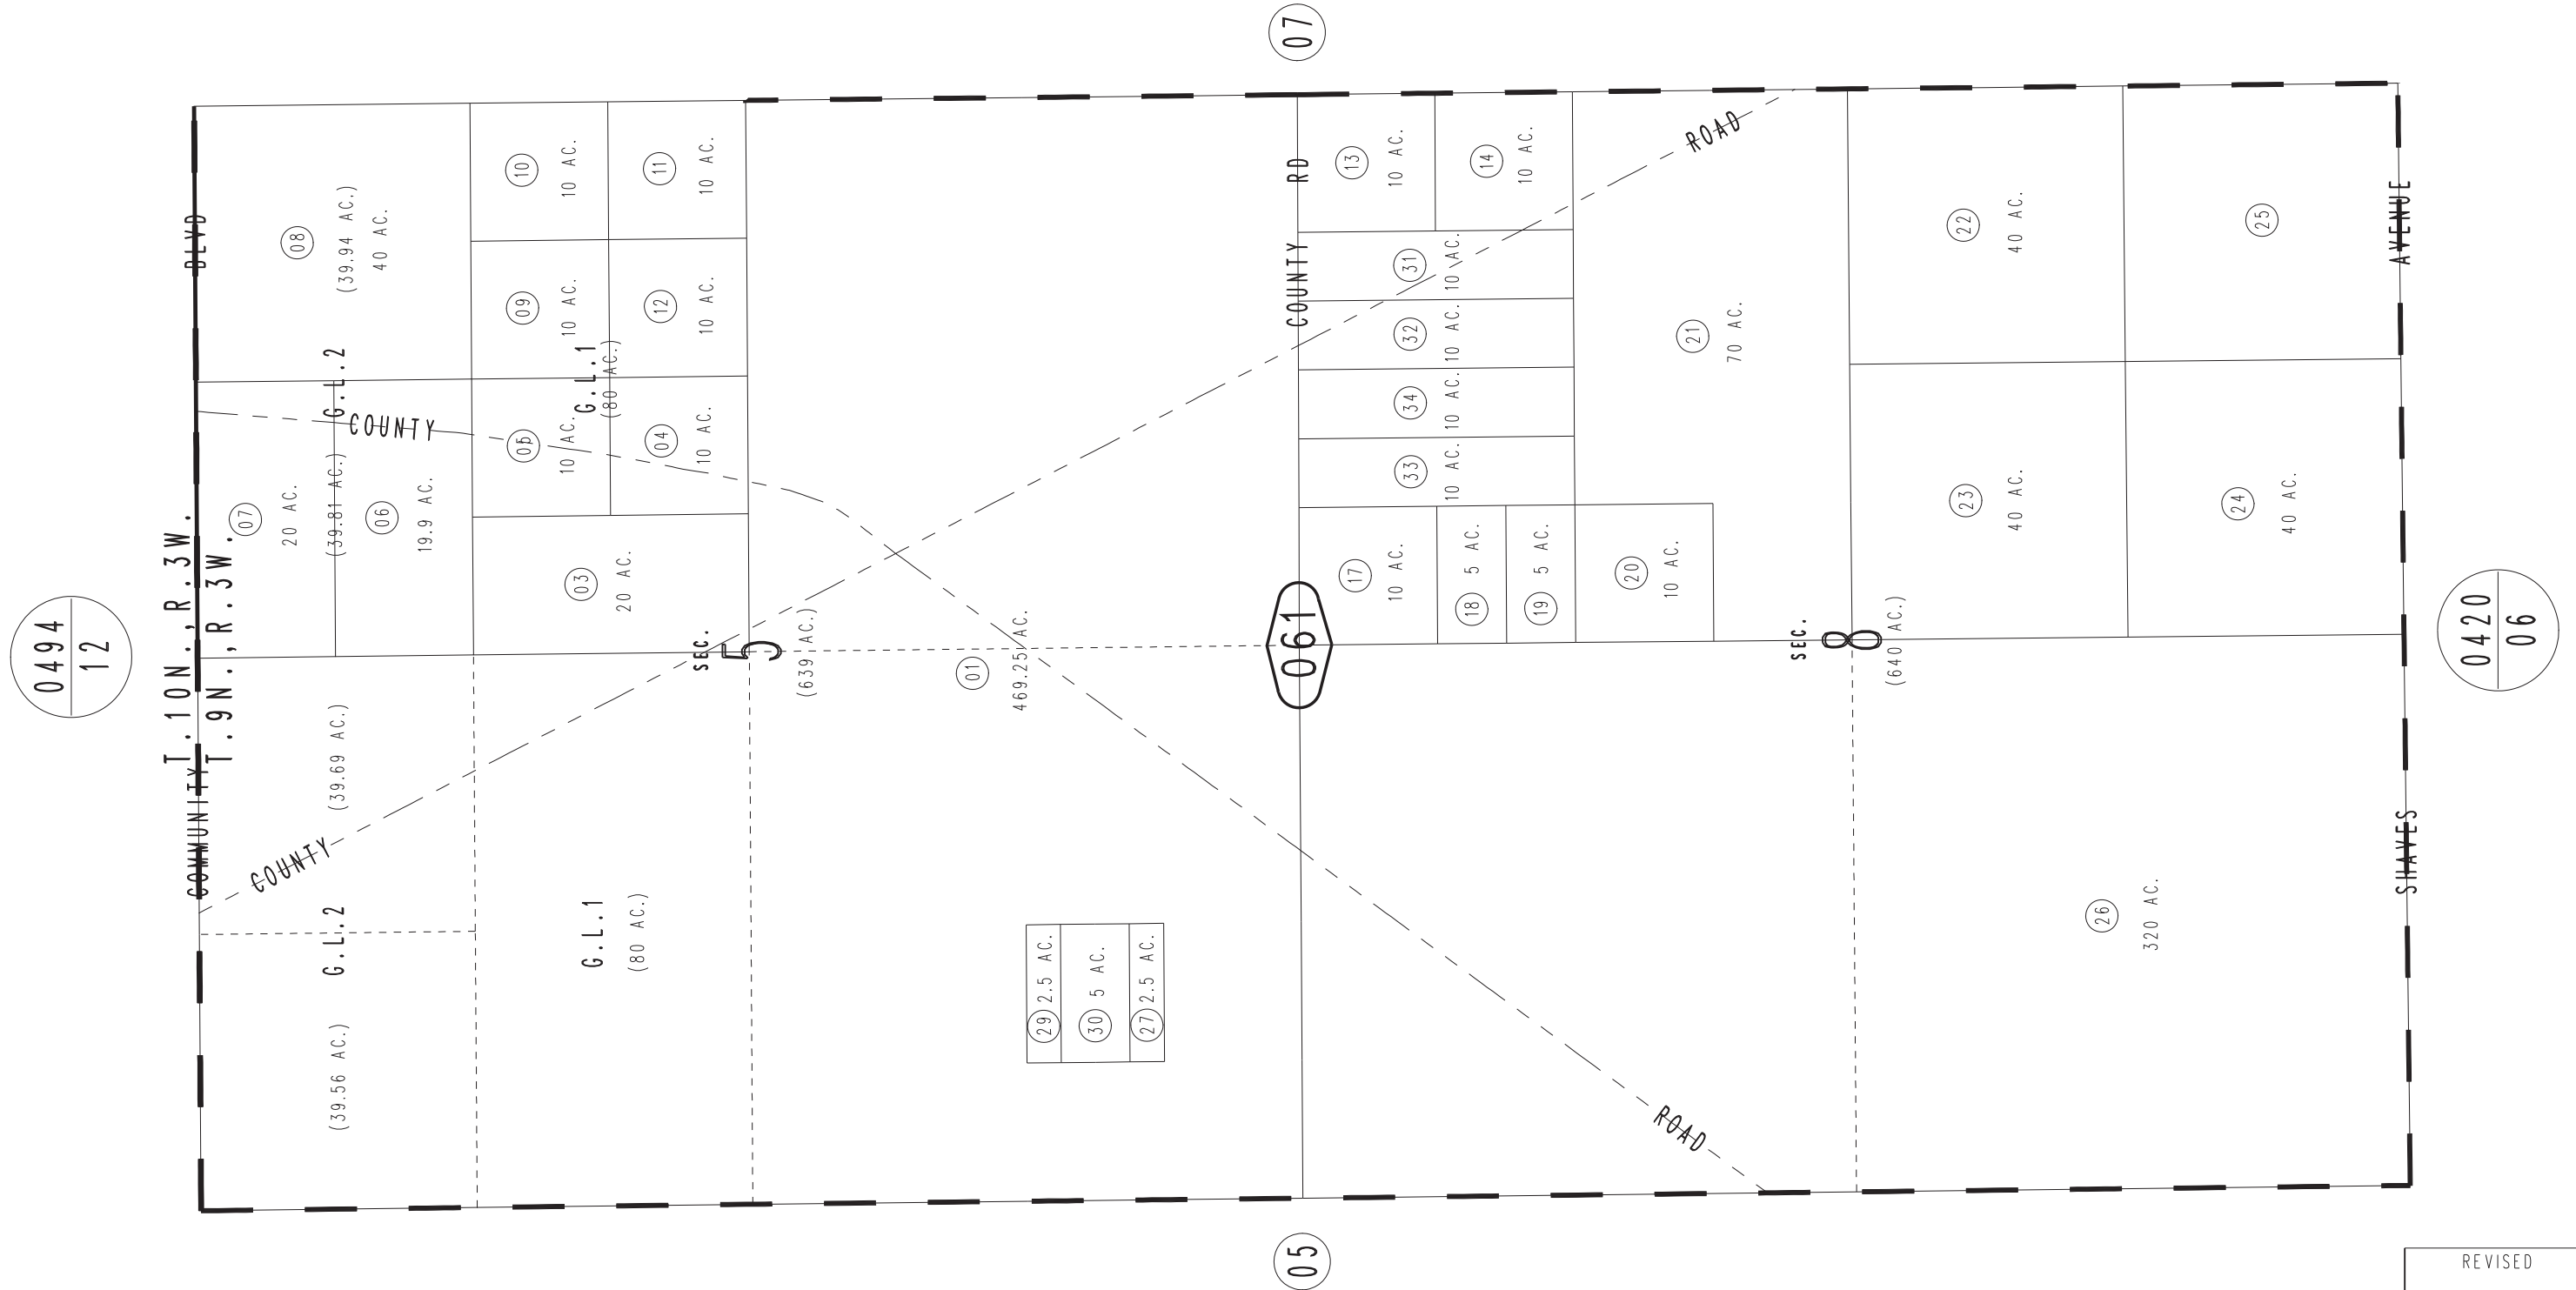 07
BLVD
08
(39.94 AC.)
40 AC.
10
10 AC.
11
10 AC.
09
10 AC.
12
10 AC.
G.L.2
G.L.1
(80 AC.)
COUNTY
05
10 AC.
04
10 AC.
07
20 AC.
(39.81 AC.)
06
19.9 AC.
03
20 AC.
T.10N.,R.3W.
T.9N.,R.3W.
0494
12
COMMUNITY
(39.69 AC.)
COUNTY
G.L.2
(39.56 AC.)
G.L.1
(80 AC.)
SEC.
5
(639 AC.)
01
469.25 AC.
29
2.5 AC.
30
5 AC.
27
2.5 AC.
061
COUNTY RD
13
10 AC.
14
10 AC.
ROAD
31
10 AC.
32
10 AC.
34
10 AC.
33
10 AC.
17
10 AC.
18
5 AC.
19
5 AC.
20
10 AC.
21
70 AC.
22
40 AC.
25
23
40 AC.
24
40 AC.
AVENUE
SEC.
8
(640 AC.)
26
320 AC.
SHAVES
ROAD
0420
06
05
REVISED